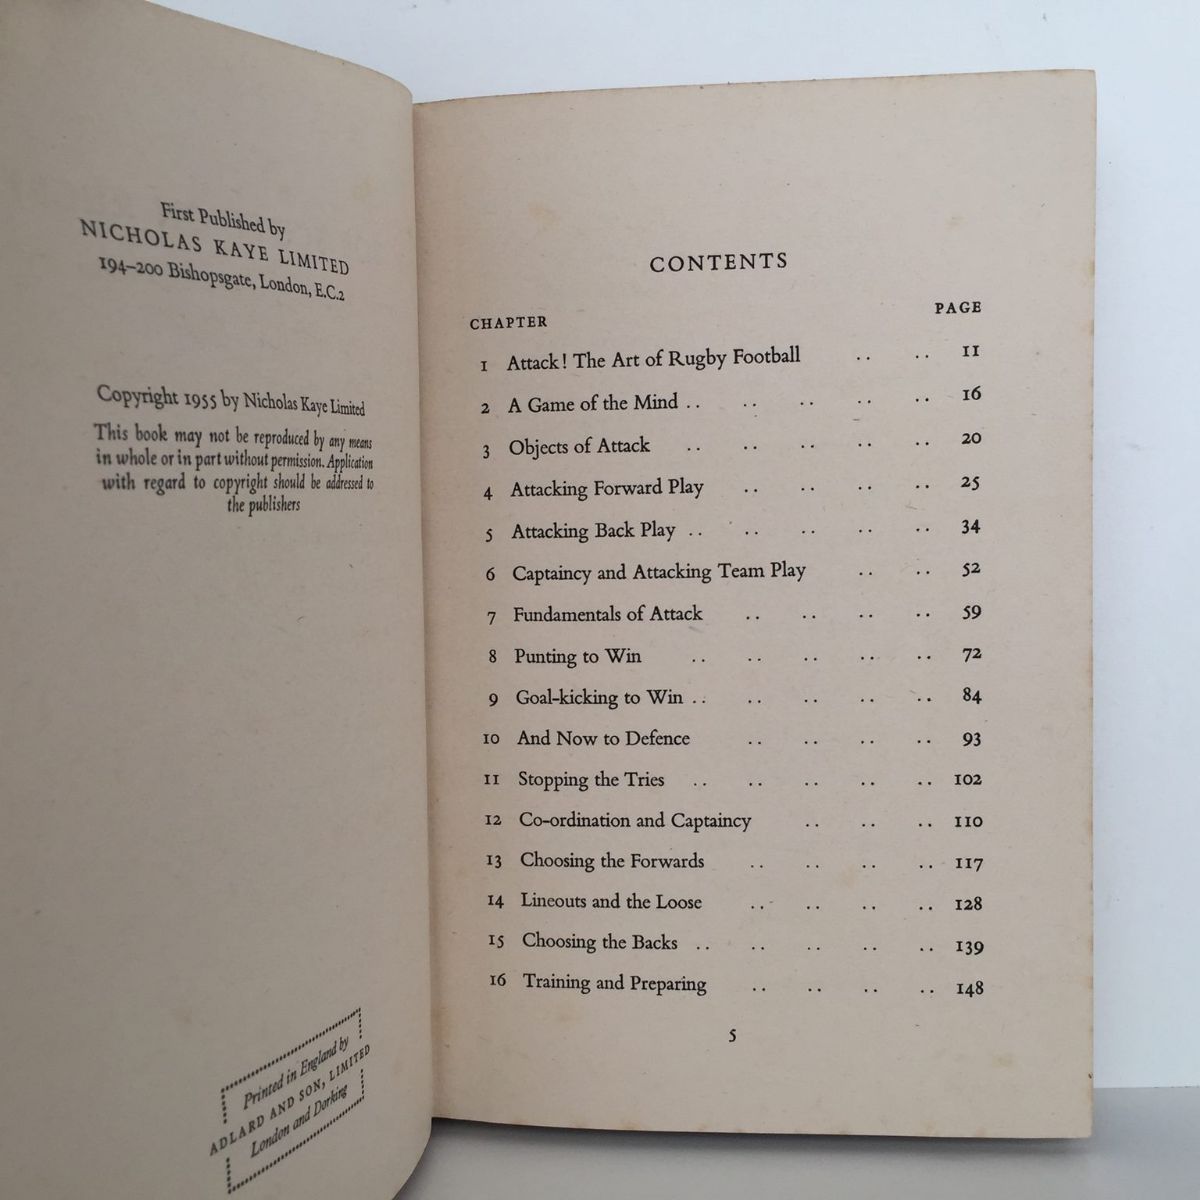 First Published by
NICHOLAS KAYE LIMITED
194–200 Bishopsgate, London, E.C.2
Copyright 1955 by Nicholas Kaye Limited
This book may not be reproduced by any means
in whole or in part without permission. Application
with regard to copyright should be addressed to
the publishers
Printed in England by
ADLARD AND SON, LIMITED
London and Dorking
CONTENTS
CHAPTER PAGE
1 Attack! The Art of Rugby Football .. .. 11
2 A Game of the Mind .. .. .. .. .. 16
3 Objects of Attack .. .. .. .. .. 20
4 Attacking Forward Play .. .. .. .. 25
5 Attacking Back Play .. .. .. .. .. 34
6 Captaincy and Attacking Team Play .. .. 52
7 Fundamentals of Attack .. .. .. .. 59
8 Punting to Win .. .. .. .. .. 72
9 Goal-kicking to Win .. .. .. .. .. 84
10 And Now to Defence .. .. .. .. 93
11 Stopping the Tries .. .. .. .. .. 102
12 Co-ordination and Captaincy .. .. .. 110
13 Choosing the Forwards .. .. .. .. 117
14 Lineouts and the Loose .. .. .. .. 128
15 Choosing the Backs .. .. .. .. .. 139
16 Training and Preparing .. .. .. .. 148
5